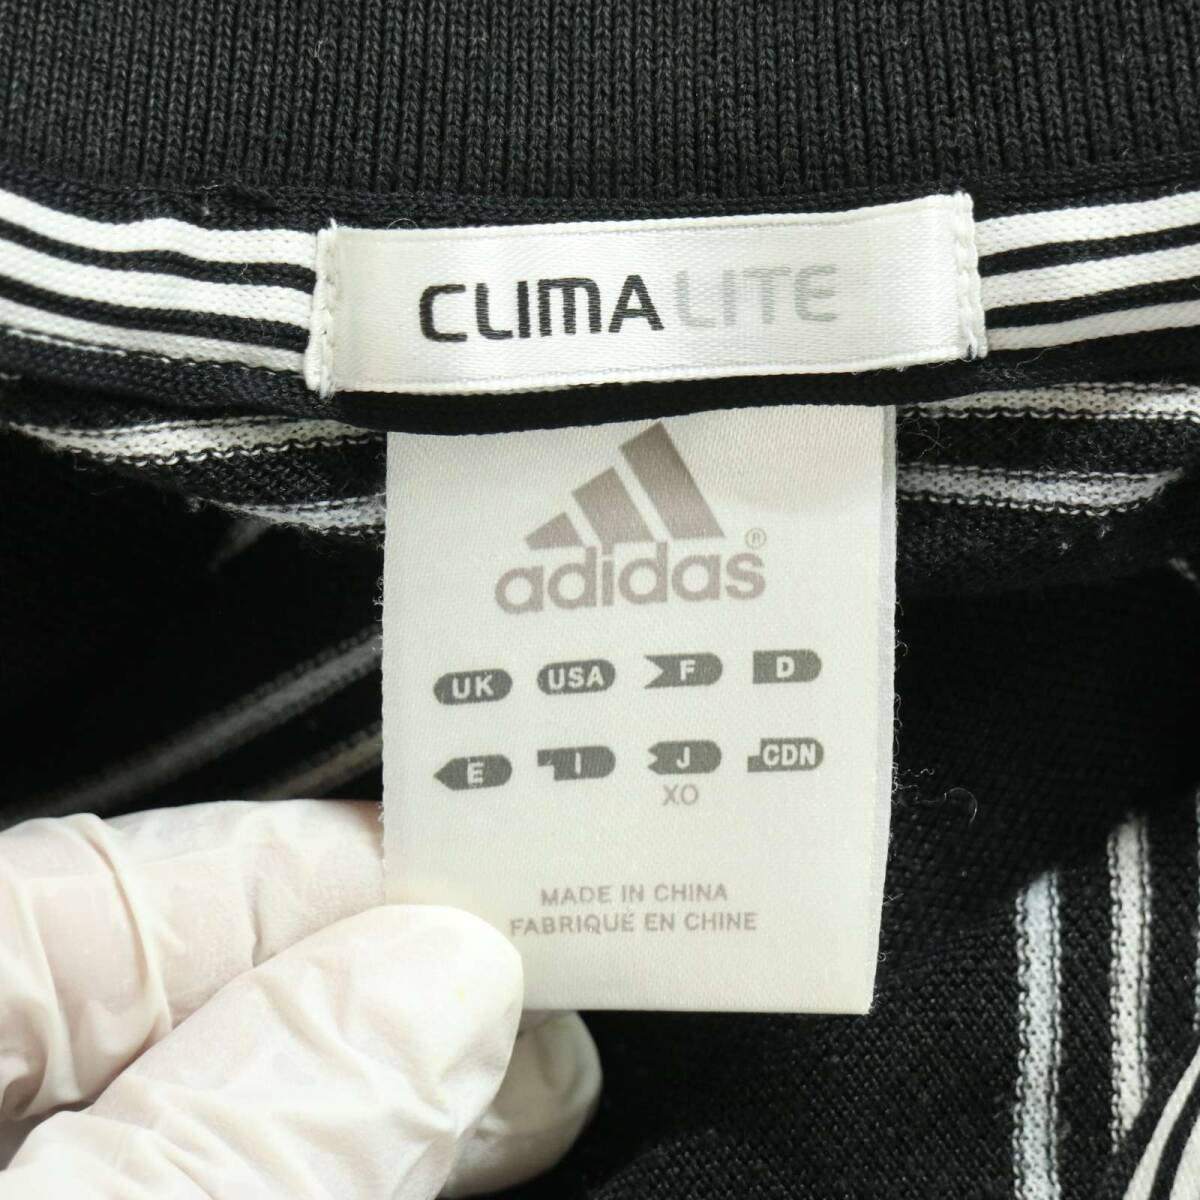 CLIMALITE
adidas®
UK USA F D
E I J CDN
XO
MADE IN CHINA
FABRIQUÉ EN CHINE